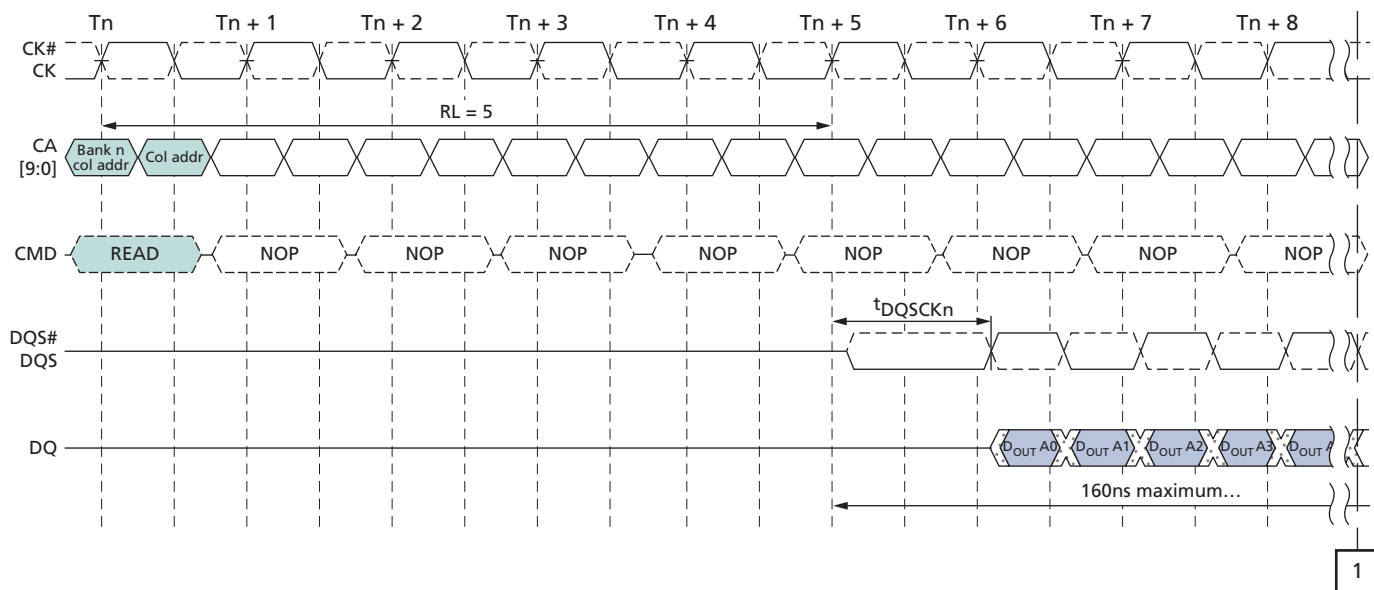 Tn Tn + 1 Tn + 2 Tn + 3 Tn + 4 Tn + 5 Tn + 6 Tn + 7 Tn + 8
CK#
CK
RL = 5
CA
[9:0]
Bank n
col addr
Col addr
CMD READ NOP NOP NOP NOP NOP NOP NOP NOP
tDQSCKn
DQS#
DQS
DQ DOUT A0 DOUT A1 DOUT A2 DOUT A3 DOUT A
160ns maximum…
1